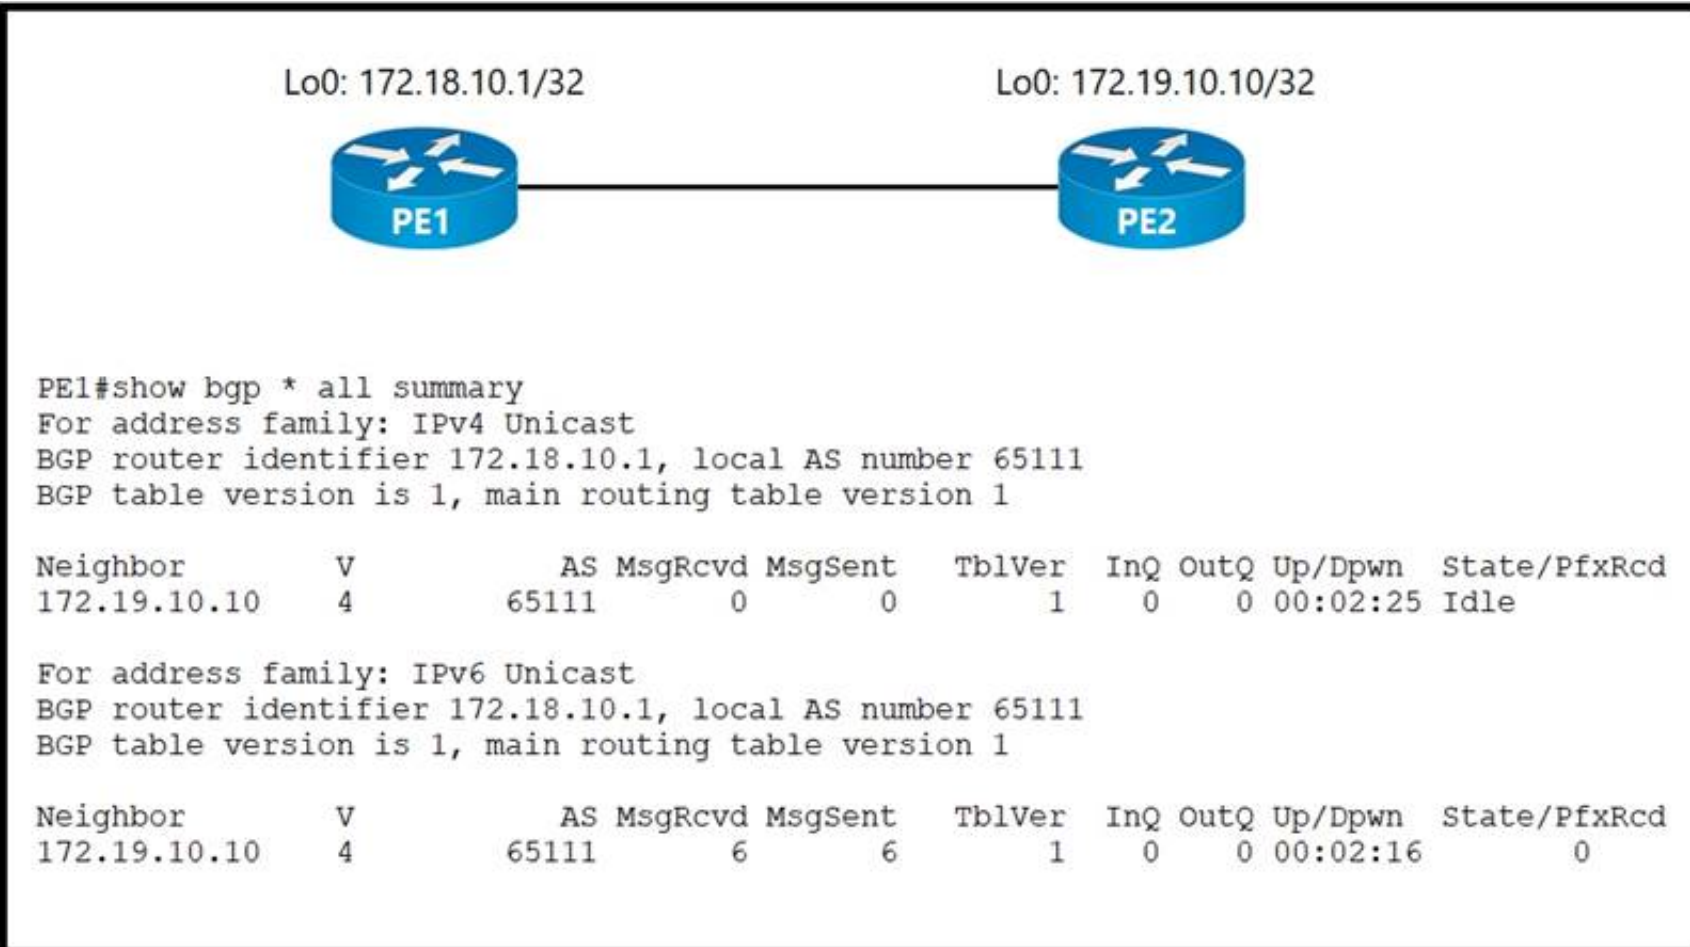 Lo0: 172.18.10.1/32 Lo0: 172.19.10.10/32
PE1 PE2
PE1#show bgp * all summary
For address family: IPv4 Unicast
BGP router identifier 172.18.10.1, local AS number 65111
BGP table version is 1, main routing table version 1
Neighbor V AS MsgRcvd MsgSent TblVer InQ OutQ Up/Dpwn State/PfxRcd
172.19.10.10 4 65111 0 0 1 0 0 00:02:25 Idle
For address family: IPv6 Unicast
BGP router identifier 172.18.10.1, local AS number 65111
BGP table version is 1, main routing table version 1
Neighbor V AS MsgRcvd MsgSent TblVer InQ OutQ Up/Dpwn State/PfxRcd
172.19.10.10 4 65111 6 6 1 0 0 00:02:16 0